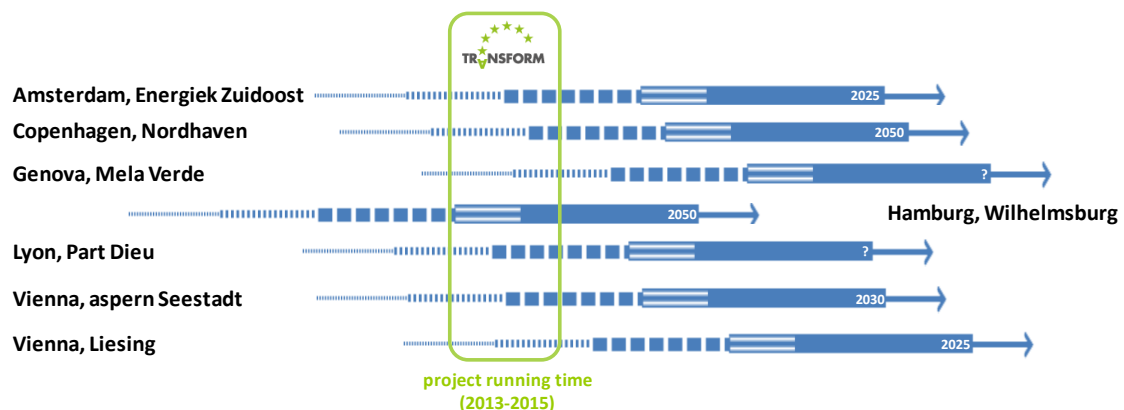 TRANSFORM
Amsterdam, Energiek Zuidoost
2025
Copenhagen, Nordhaven
2050
Genova, Mela Verde
?
2050
Hamburg, Wilhelmsburg
Lyon, Part Dieu
?
Vienna, aspern Seestadt
2030
Vienna, Liesing
2025
project running time
(2013-2015)